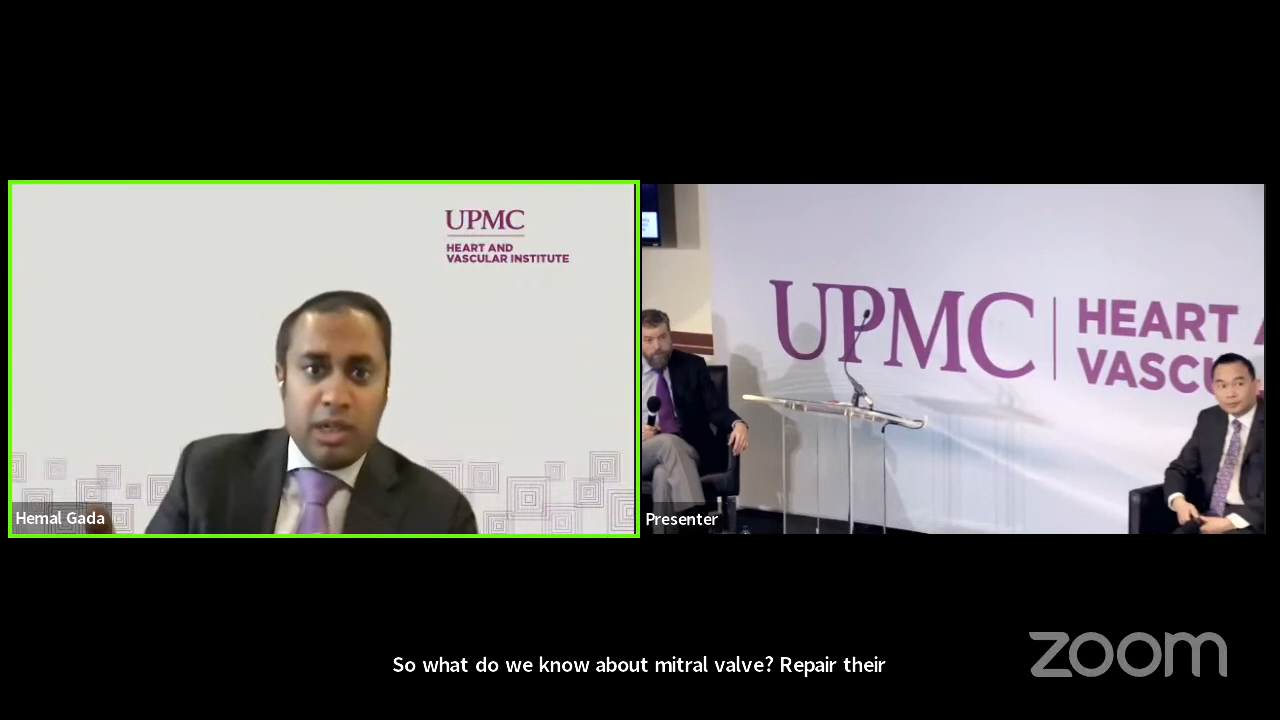 UPMC
HEART AND
VASCULAR INSTITUTE
Hemal Gada
UPMC
HEART
VASC
Presenter
So what do we know about mitral valve? Repair their
zoom